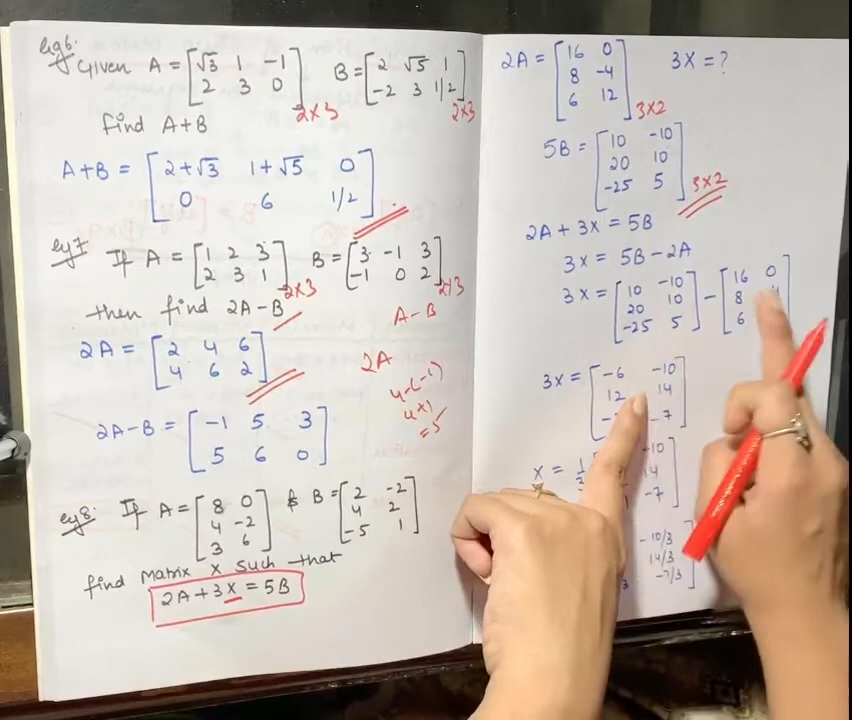 eg6. Given A = [√3 1 -1 B = [2 √5 1
2 3 0] 2×3 -2 3 1/2] 2×3
find A+B
A+B = [2+√3 1+√5 0
0 6 1/2]
eg7 If A = [1 2 3 B = [3 -1 3
2 3 1] 2×3 -1 0 2] 2×3
then find 2A-B
A-B
2A = [2 4 6
4 6 2]
2A
4-(-1)
4+1
=5
2A-B = [-1 5 3
5 6 0]
eg8. If A = [8 0 & B = [2 -2
4 -2 4 2
3 6] -5 1]
find Matrix X such that
2A+3X = 5B
2A = [16 0 3X = ?
8 -4
6 12] 3×2
5B = [10 -10
20 10
-25 5] 3×2
2A+3X = 5B
3X = 5B-2A
3X = [10 -10 - [16 0
20 10 8
-25 5] 6
3X = [-6 -10
12 14
-7]
X = -10
14
-7]
-10/3
14/3
-7/3]